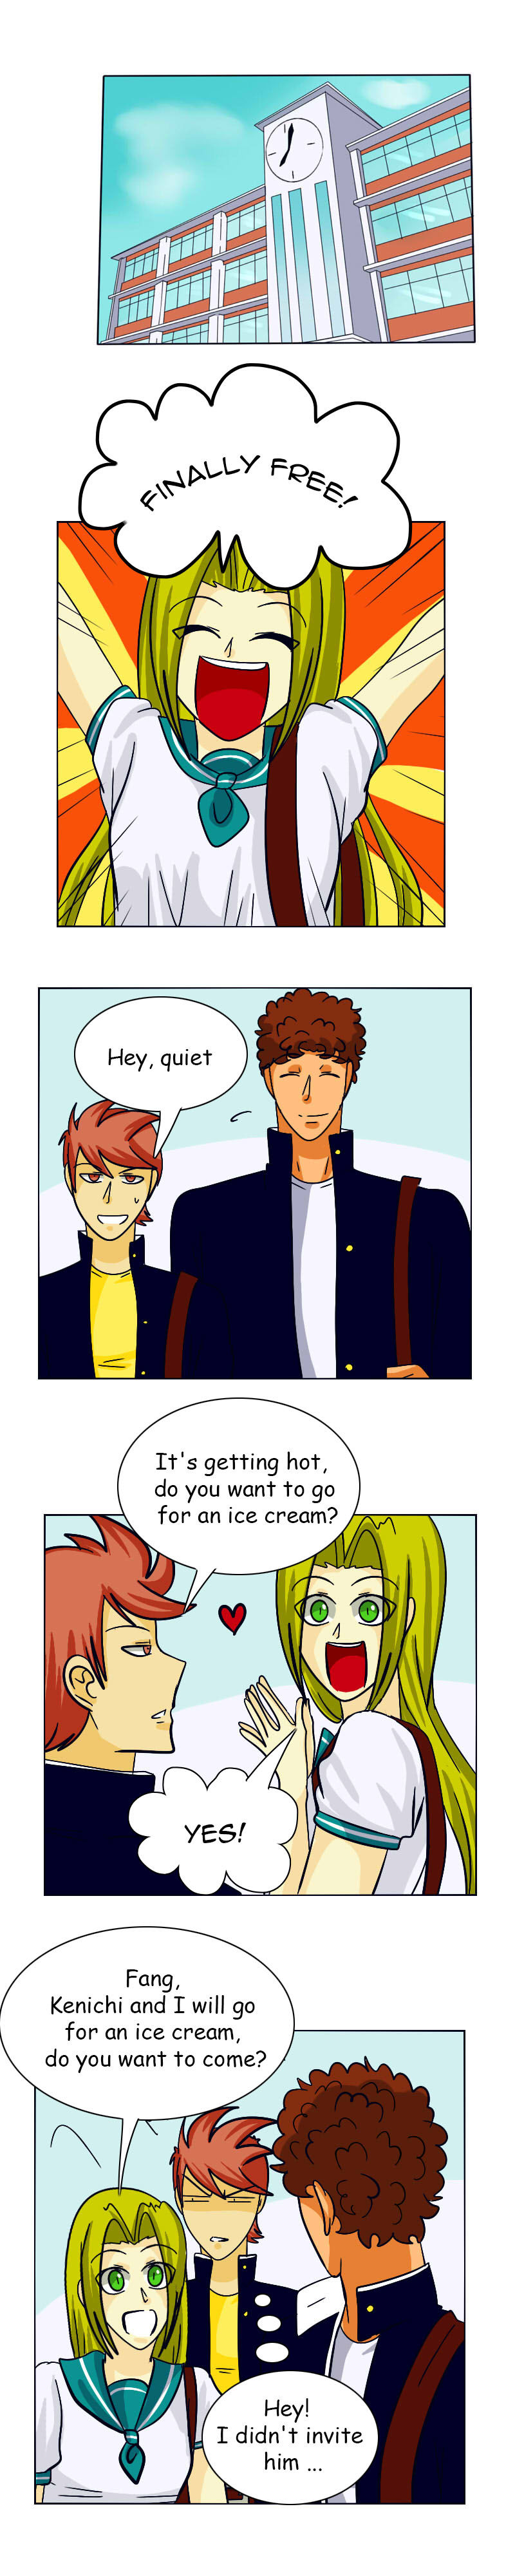 FINALLY FREE!
Hey, quiet
It's getting hot,
do you want to go
for an ice cream?
YES!
Fang,
Kenichi and I will go
for an ice cream,
do you want to come?
Hey!
I didn't invite
him ...